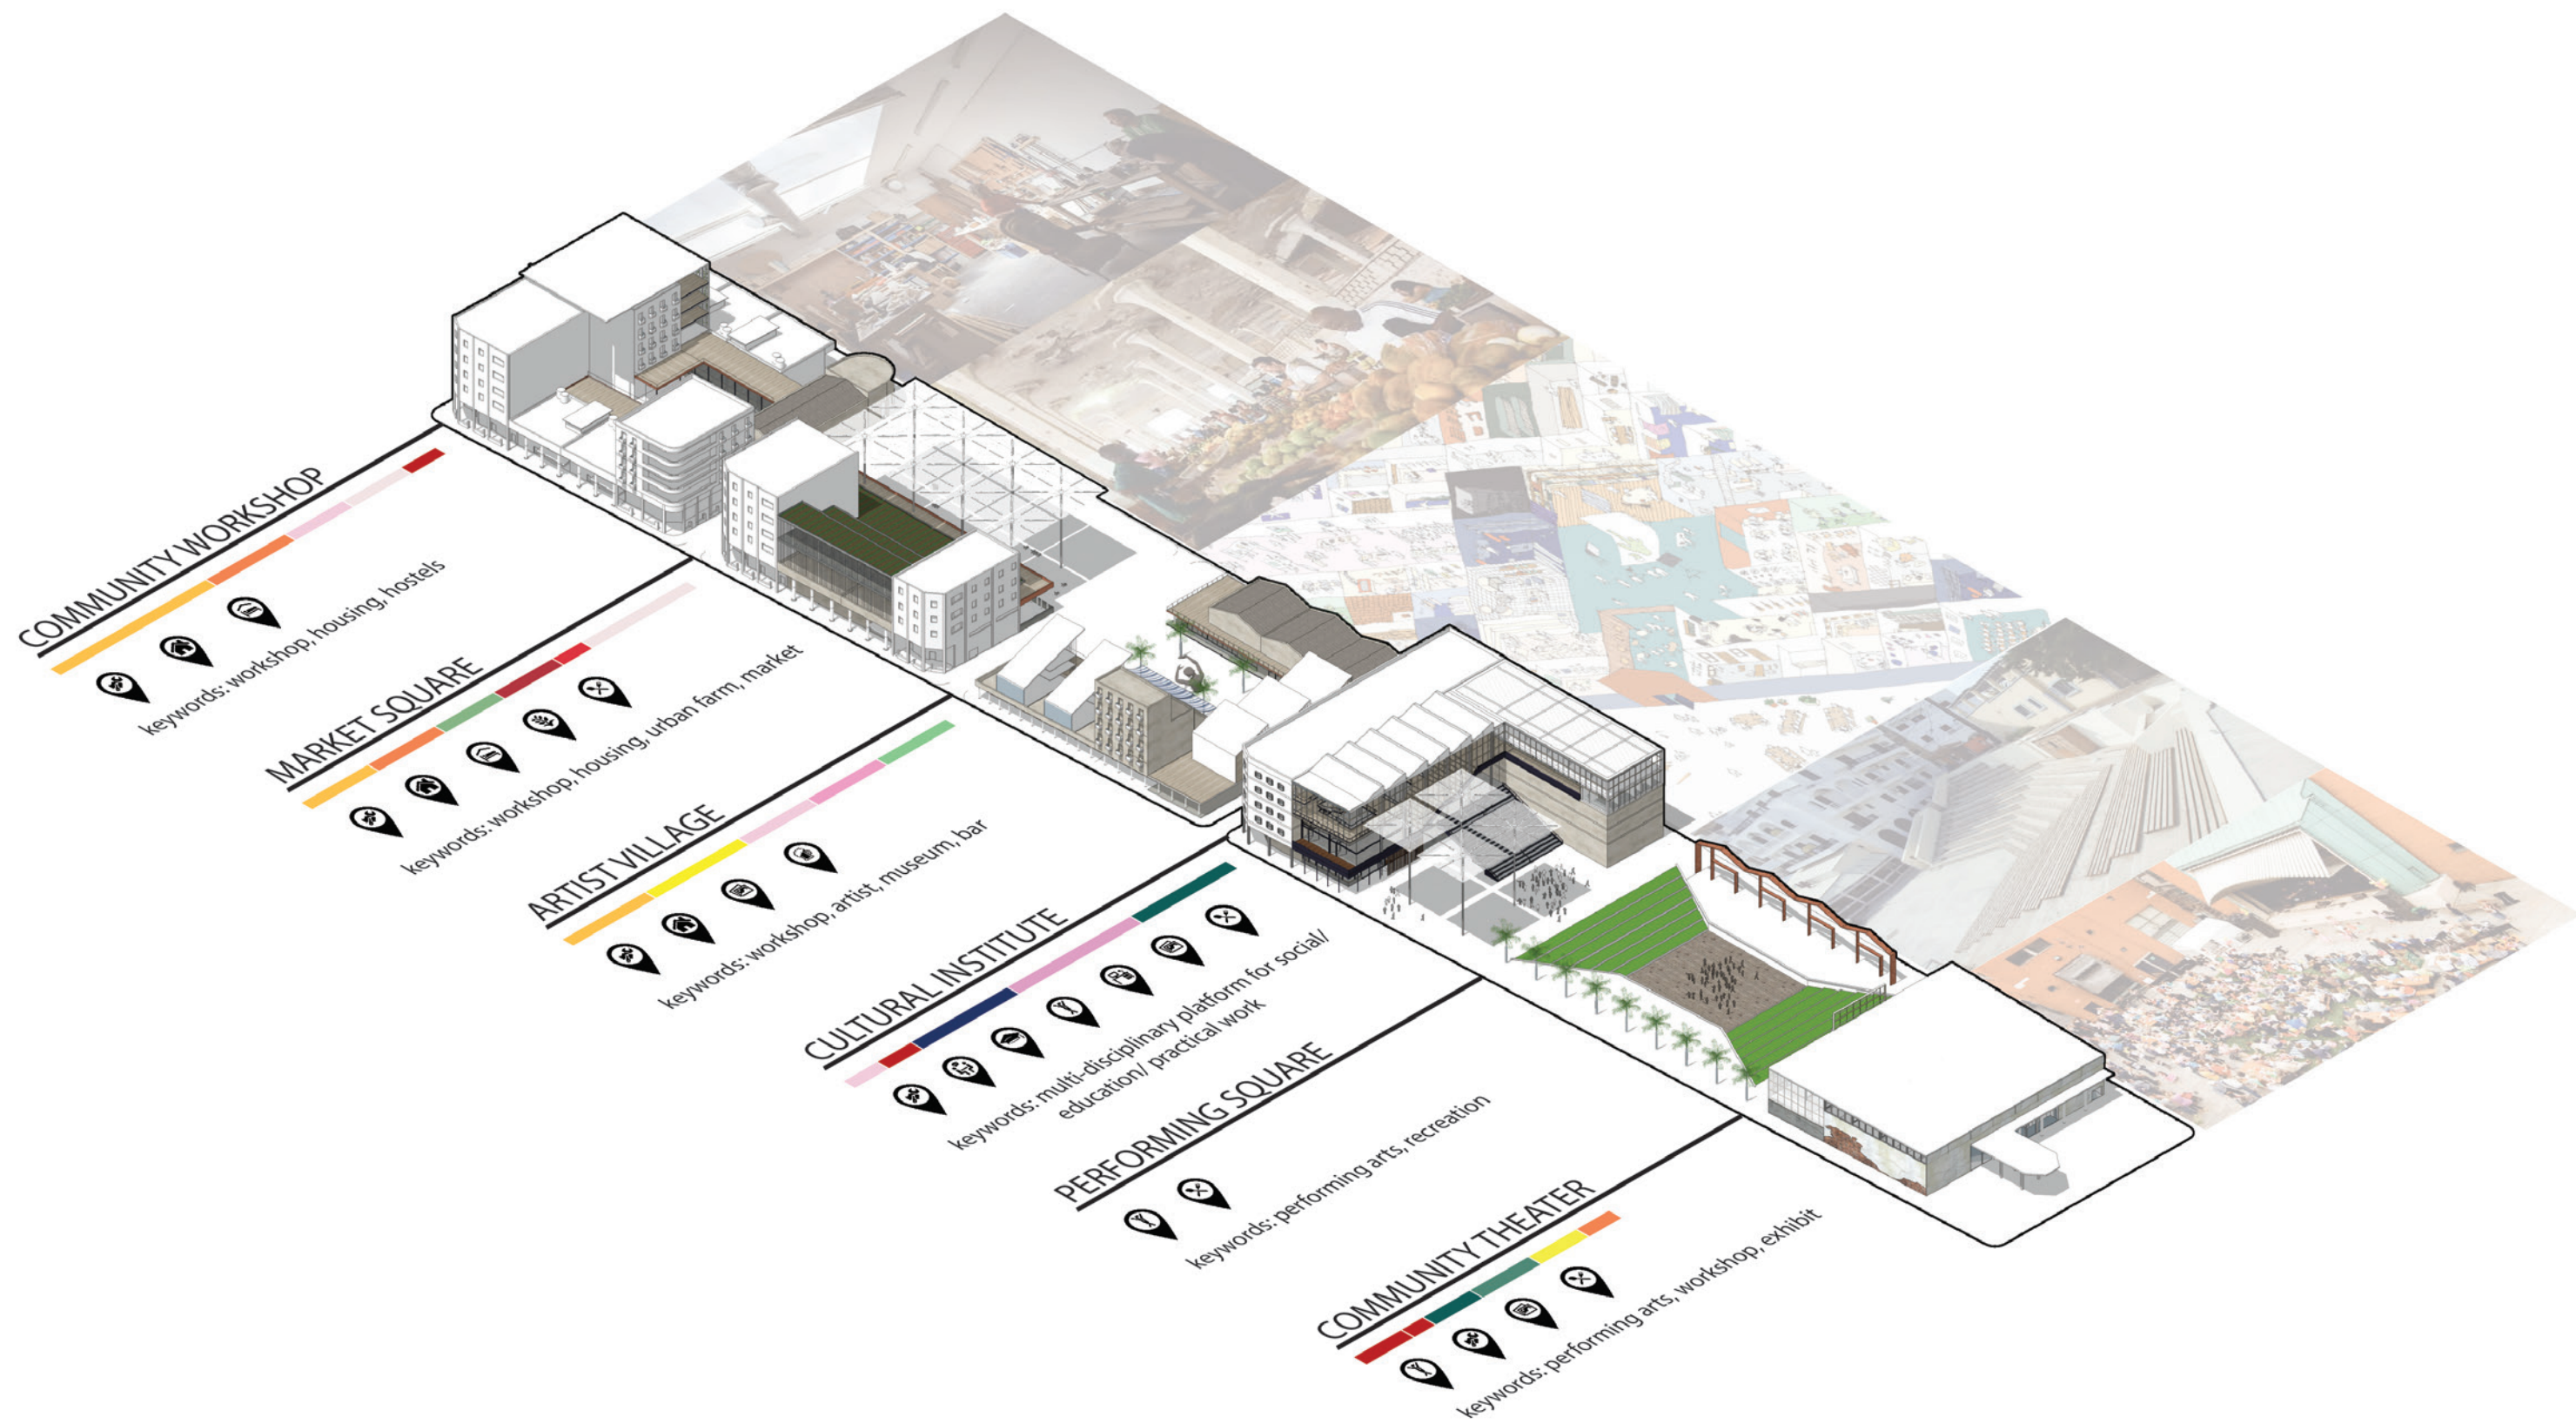 COMMUNITY WORKSHOP
keywords: workshop, housing, hostels
MARKET SQUARE
keywords: workshop, housing, urban farm, market
ARTIST VILLAGE
keywords: workshop, artist, museum, bar
CULTURAL INSTITUTE
keywords: multi-disciplinary platform for social/
education/ practical work
PERFORMING SQUARE
keywords: performing arts, recreation
COMMUNITY THEATER
keywords: performing arts, workshop, exhibit